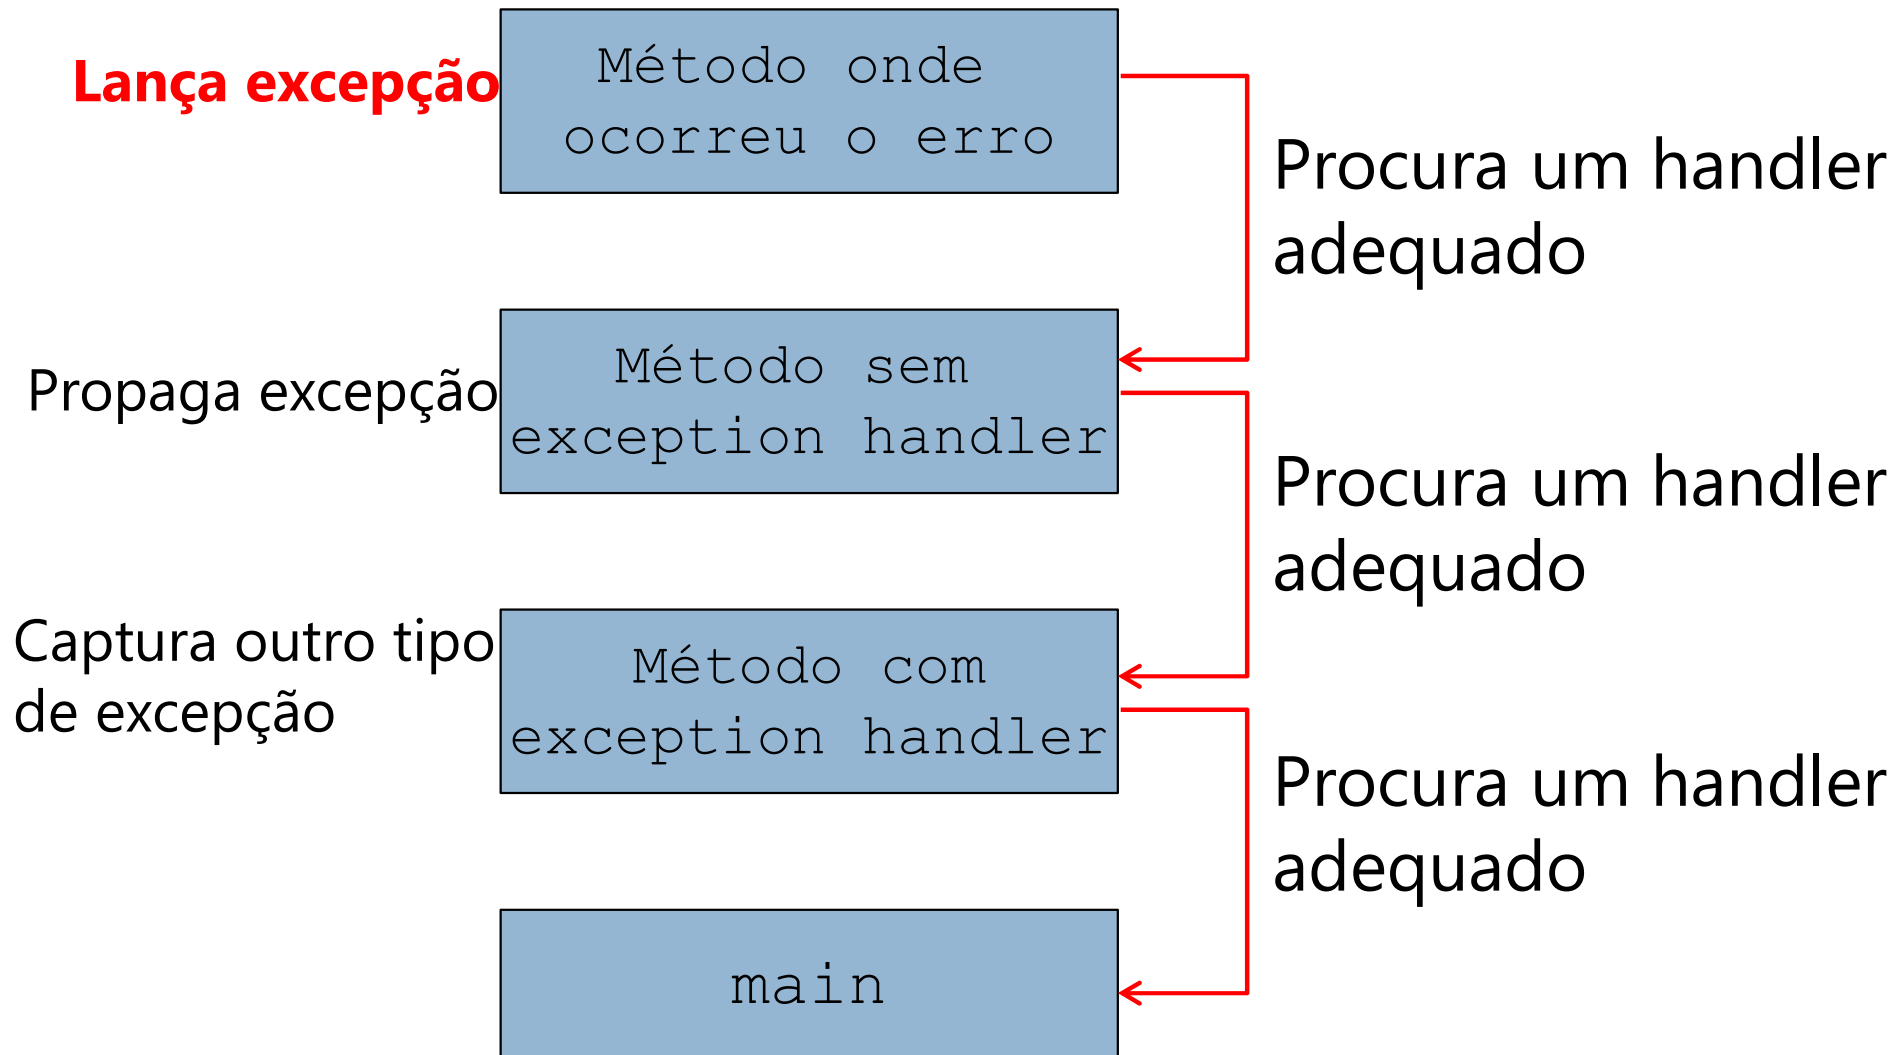 Lança excepção
Método onde
ocorreu o erro
Procura um handler
adequado
Propaga excepção
Método sem
exception handler
Procura um handler
adequado
Captura outro tipo
de excepção
Método com
exception handler
Procura um handler
adequado
main